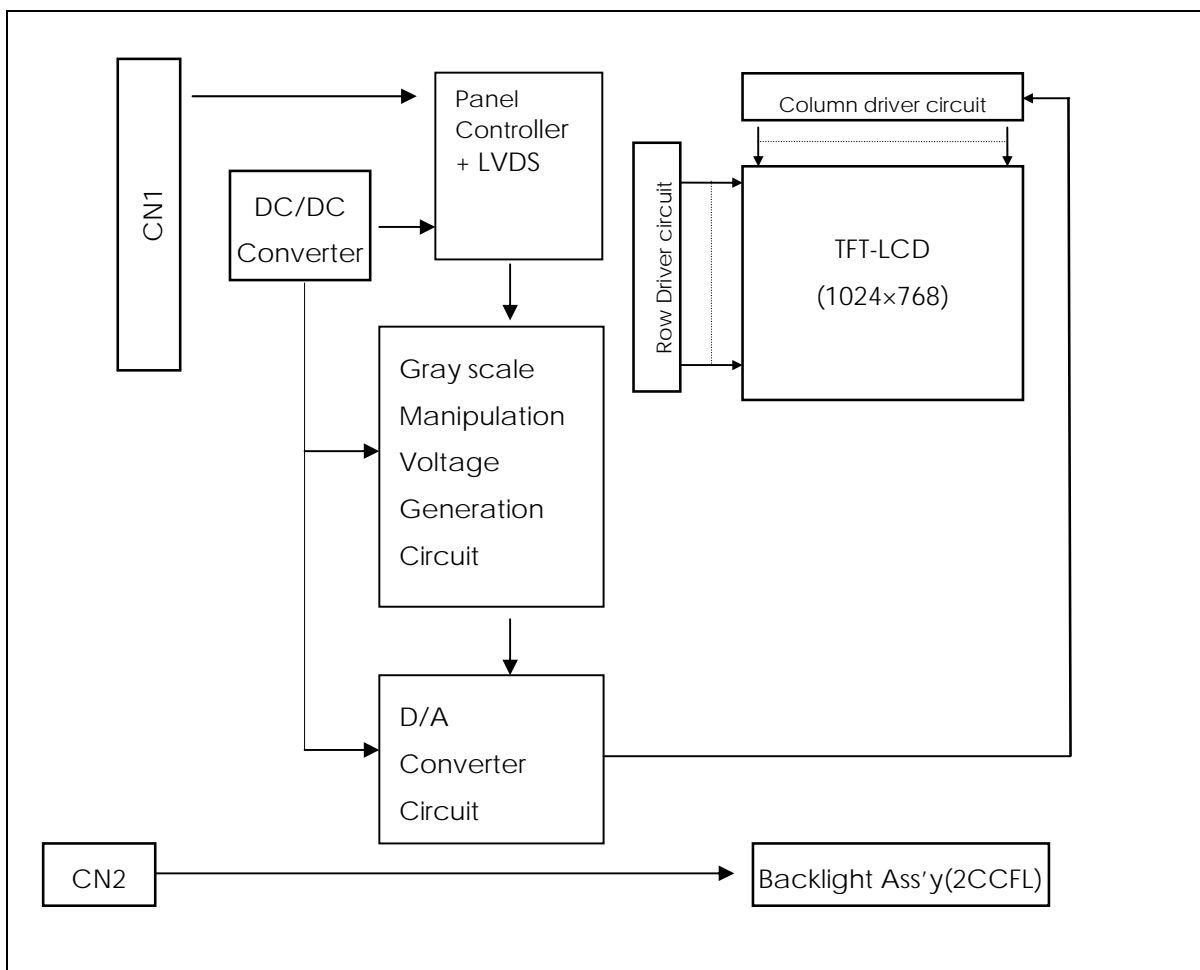 CN1
Panel
Controller
+ LVDS
DC/DC
Converter
Gray scale
Manipulation
Voltage
Generation
Circuit
D/A
Converter
Circuit
Column driver circuit
Row Driver circuit
TFT-LCD
(1024×768)
CN2
Backlight Ass'y(2CCFL)